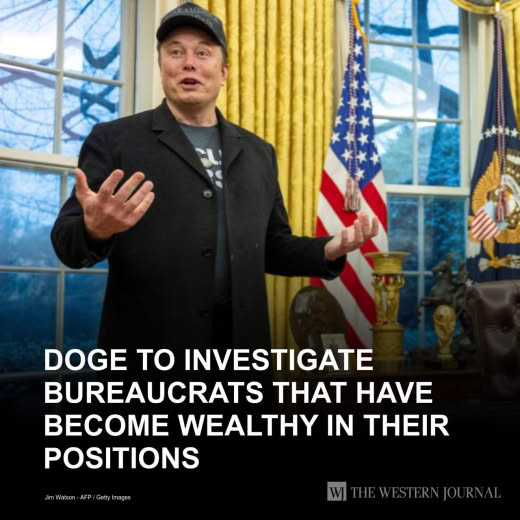 DOGE TO INVESTIGATE
BUREAUCRATS THAT HAVE
BECOME WEALTHY IN THEIR
POSITIONS
Jim Watson - AFP / Getty Images
WJ THE WESTERN JOURNAL